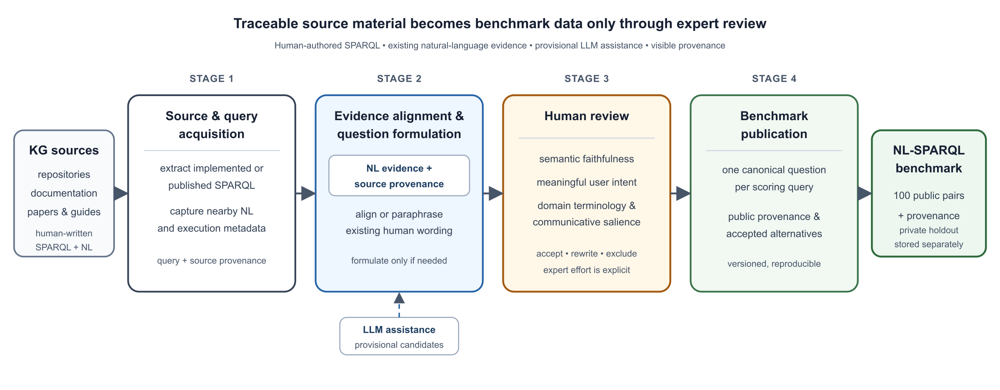 Traceable source material becomes benchmark data only through expert review
Human-authored SPARQL • existing natural-language evidence • provisional LLM assistance • visible provenance
KG sources
repositories
documentation
papers & guides
human-written
SPARQL + NL
STAGE 1
Source & query
acquisition
extract implemented or
published SPARQL
capture nearby NL
and execution metadata
query + source provenance
STAGE 2
Evidence alignment &
question formulation
NL evidence +
source provenance
align or paraphrase
existing human wording
formulate only if needed
LLM assistance
provisional candidates
STAGE 3
Human review
semantic faithfulness
meaningful user intent
domain terminology &
communicative salience
accept • rewrite • exclude
expert effort is explicit
STAGE 4
Benchmark
publication
one canonical question
per scoring query
public provenance &
accepted alternatives
versioned, reproducible
NL-SPARQL
benchmark
100 public pairs
+ provenance
private holdout
stored separately